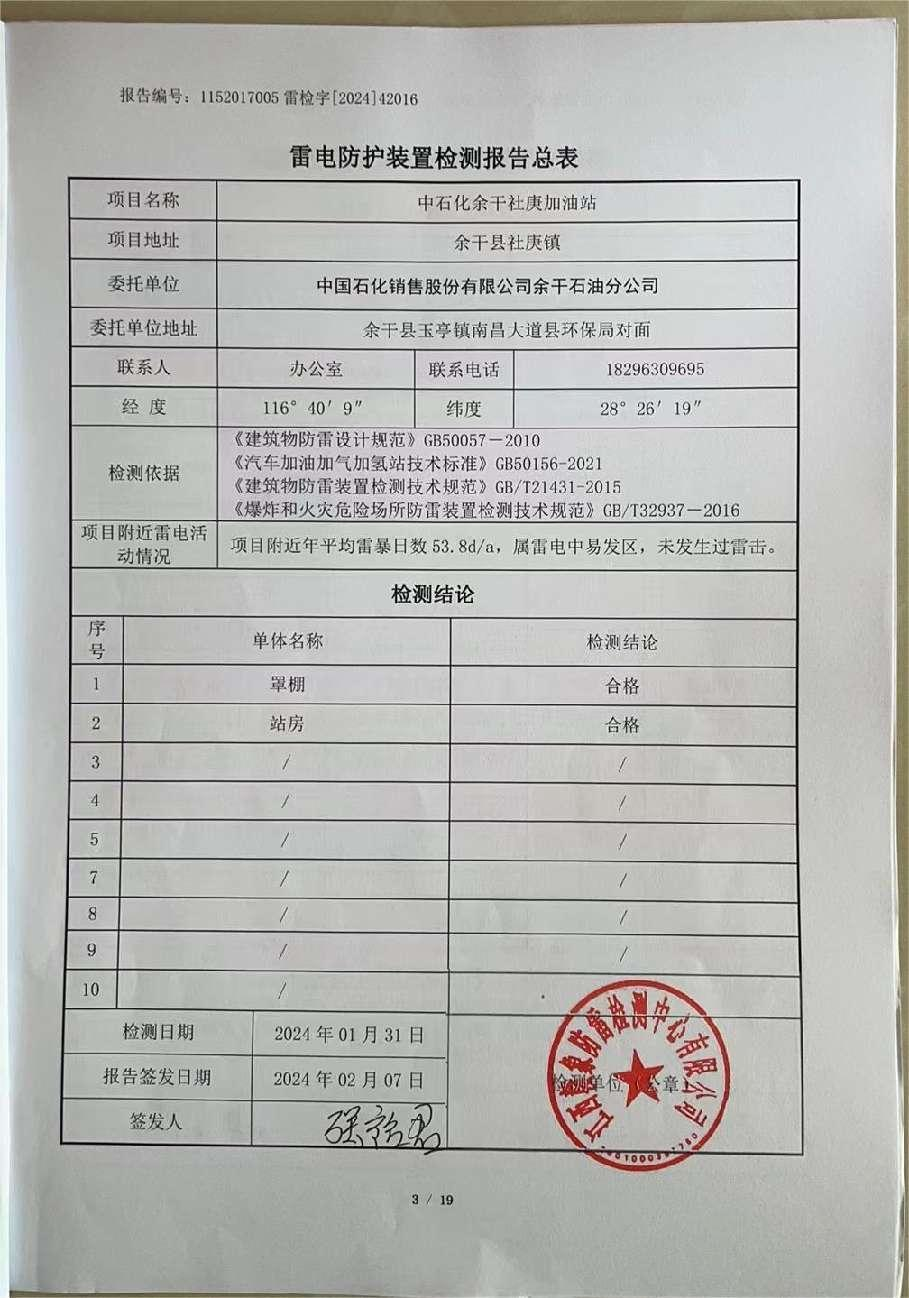 报告编号：1152017005 雷检字[2024]42016
雷电防护装置检测报告总表
项目名称 中石化余干社庚加油站
项目地址 余干县社庚镇
委托单位 中国石化销售股份有限公司余干石油分公司
委托单位地址 余干县玉亭镇南昌大道县环保局对面
联系人 办公室 联系电话 18296309695
经 度 116° 40′ 9″ 纬度 28° 26′ 19″
检测依据
《建筑物防雷设计规范》GB50057－2010
《汽车加油加气加氢站技术标准》GB50156-2021
《建筑物防雷装置检测技术规范》GB/T21431-2015
《爆炸和火灾危险场所防雷装置检测技术规范》GB/T32937－2016
项目附近雷电活
动情况
项目附近年平均雷暴日数 53.8d/a，属雷电中易发区，未发生过雷击。
检测结论
序号 单体名称 检测结论
1 罩棚 合格
2 站房 合格
3 / /
4 / /
5 / /
7 / /
8 / /
9 / /
10 /
检测日期 2024 年 01 月 31 日
报告签发日期 2024 年 02 月 07 日
检测单位（公章）
签发人
江西 象防雷检测中心有限公司
3 / 19